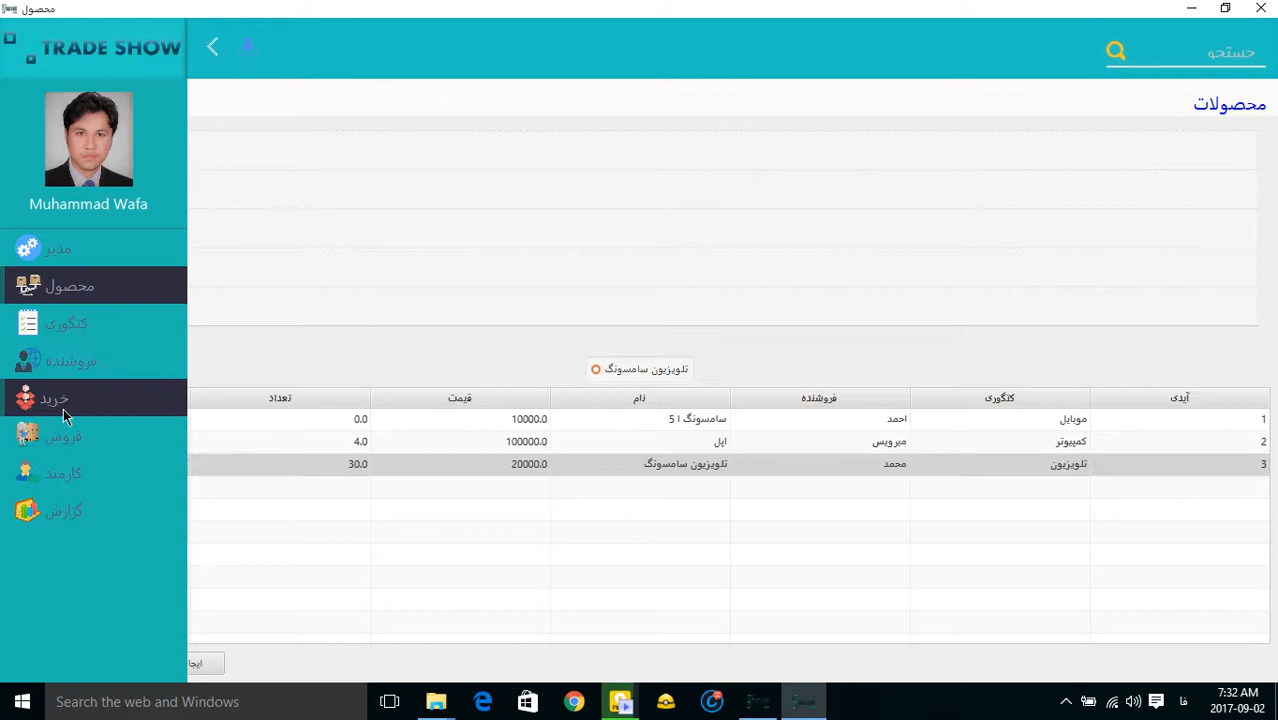 محصول
TRADE SHOW
جستجو
محصولات
Muhammad Wafa
مدیر
محصول
کتگوری
فروشنده
خرید
فروش
کارمند
گزارش
تلویزیون سامسونگ
آیدی کتگوری فروشنده نام قیمت تعداد
1 موبایل احمد سامسونگ ا 5 10000.0 0.0
2 کمپیوتر میرویس اپل 100000.0 4.0
3 تلویزیون محمد تلویزیون سامسونگ 20000.0 30.0
ایجا
Search the web and Windows
فا
7:32 AM
2017-09-02